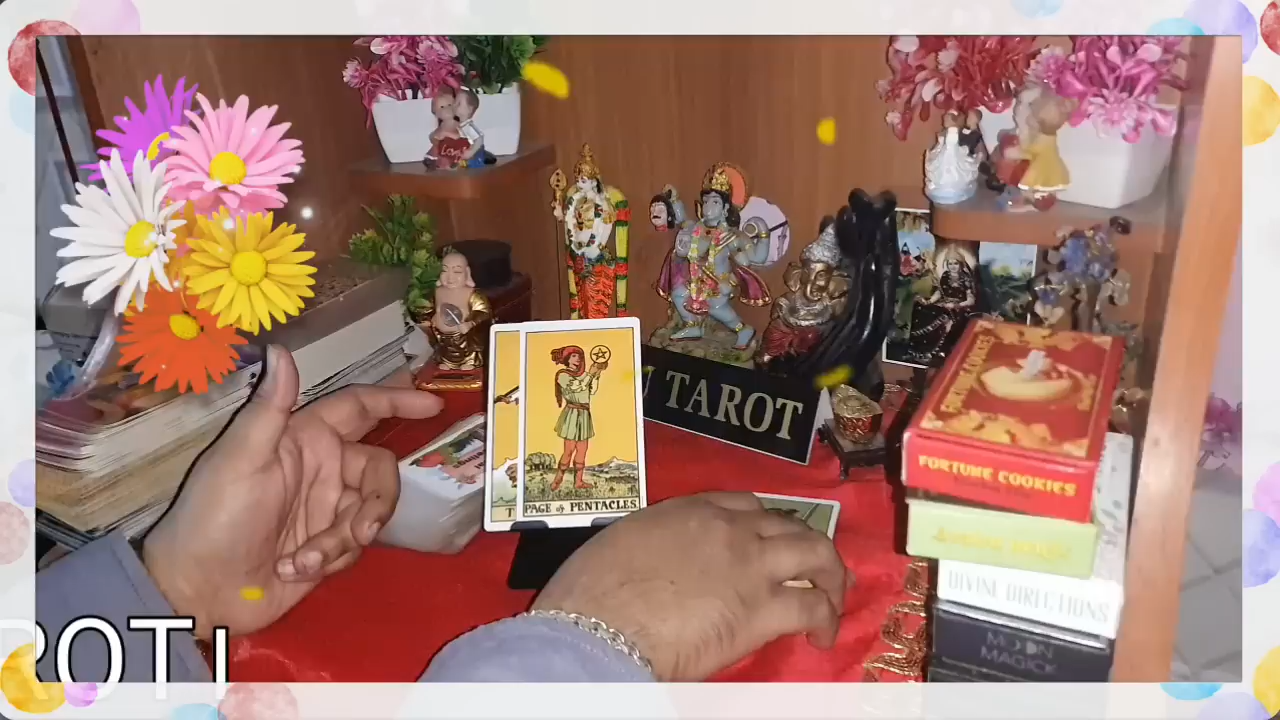 TAROT
T
PAGE of PENTACLES.
FORTUNE COOKIES
DIVINE DIRECTIONS
MOON
MAGICK
ROTI